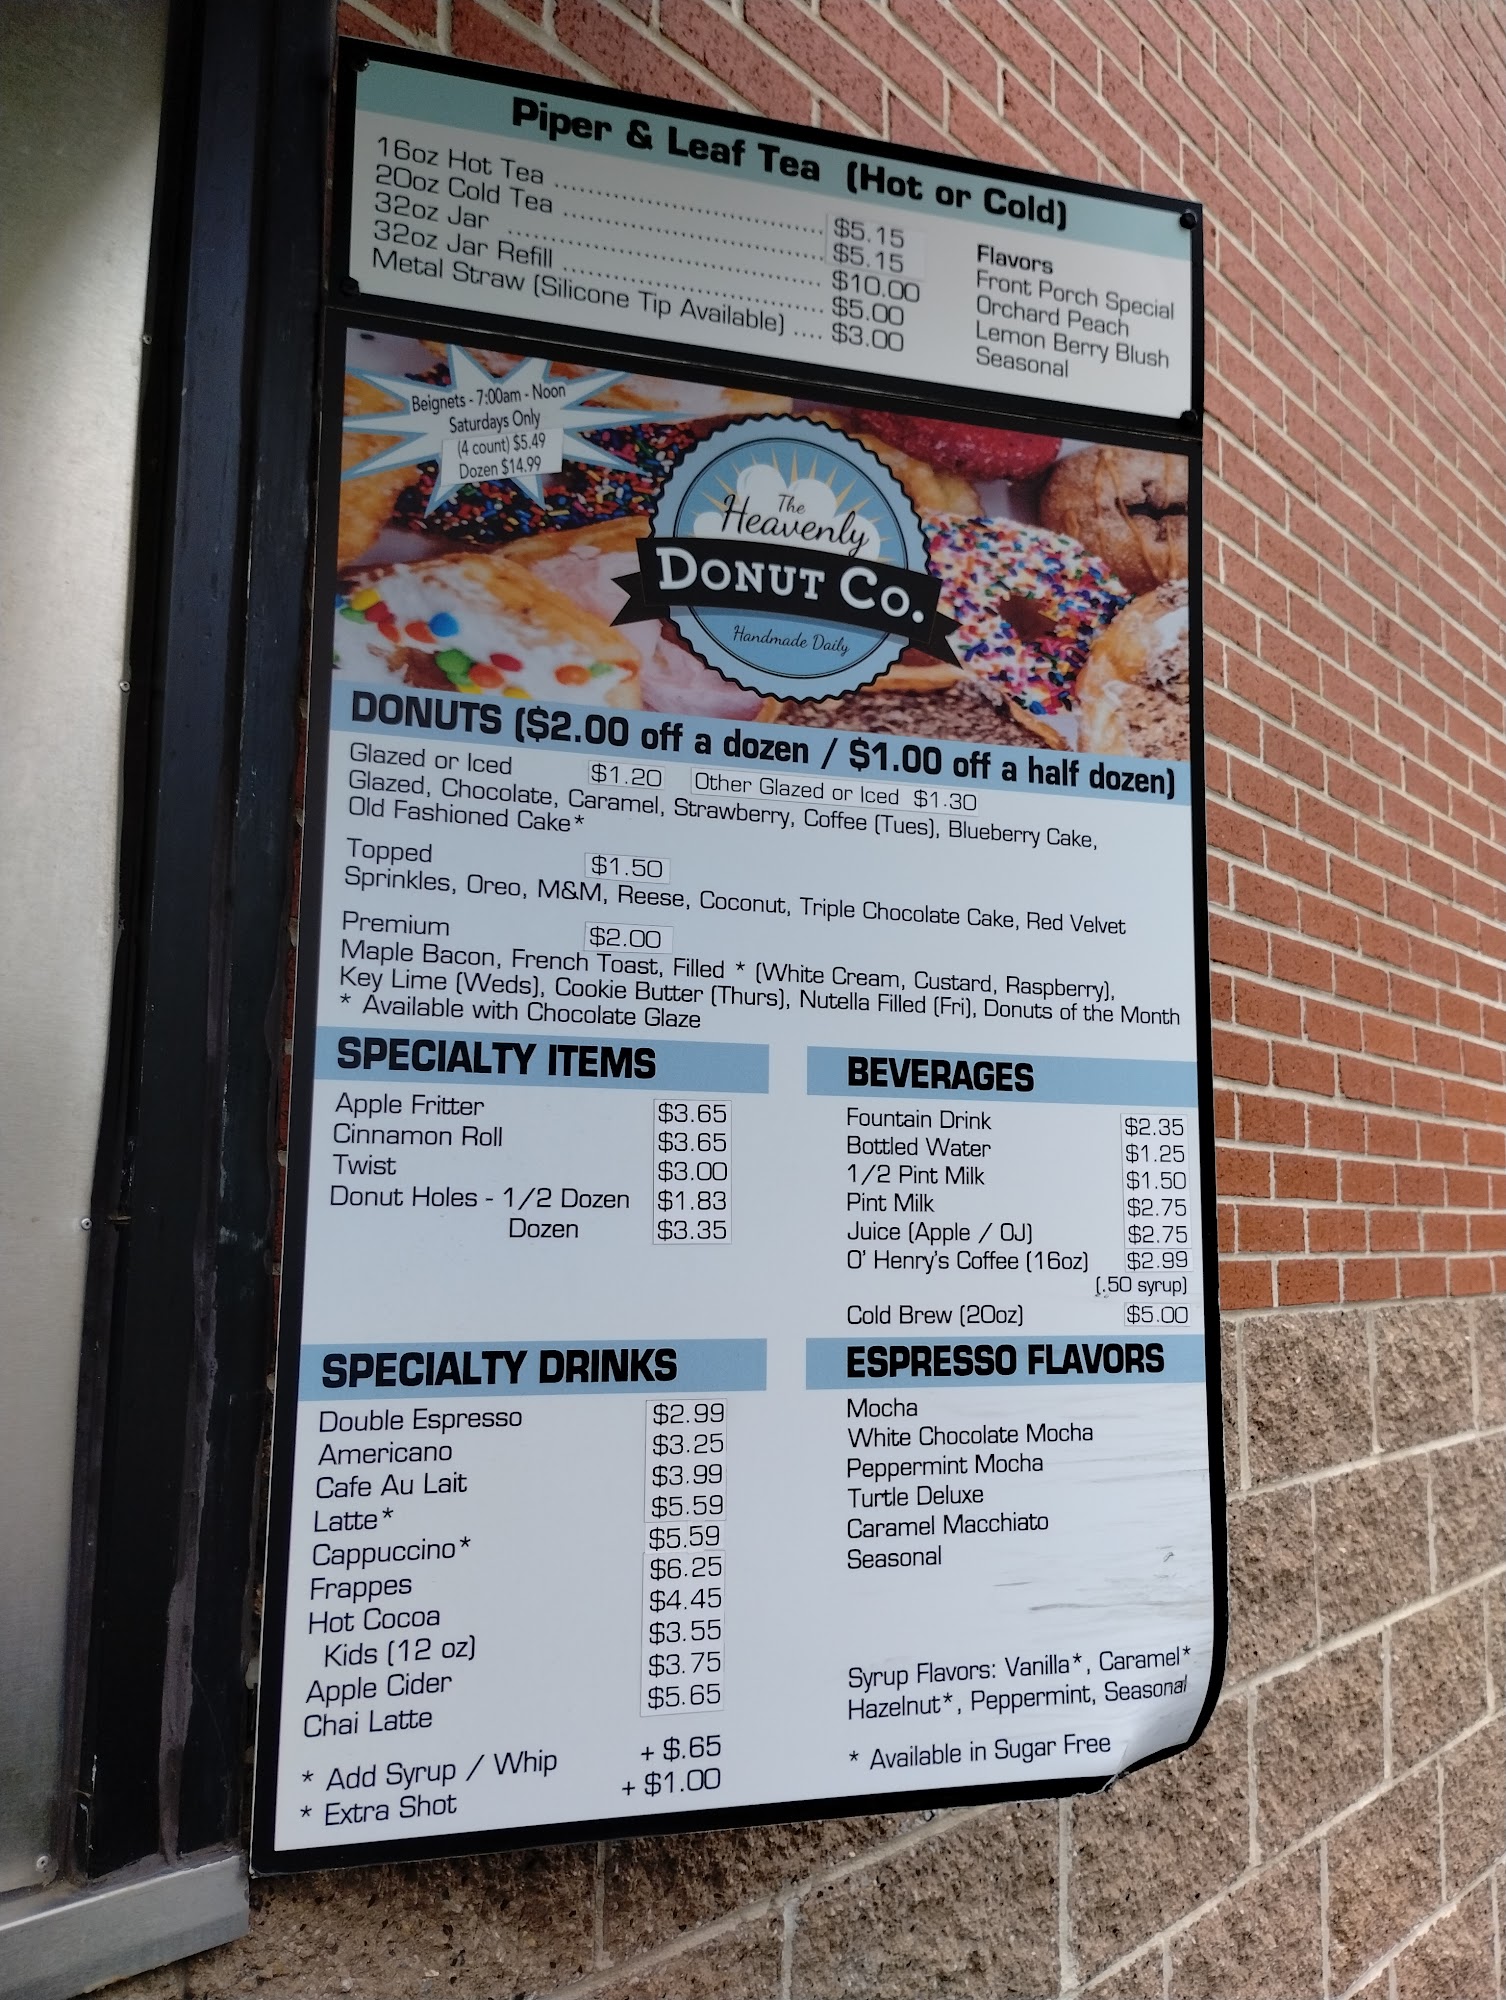 Piper & Leaf Tea (Hot or Cold)
16oz Hot Tea ........ $5.15
20oz Cold Tea ........ $5.15
32oz Jar ........ $10.00
32oz Jar Refill ........ $5.00
Metal Straw (Silicone Tip Available) .... $3.00
Flavors
Front Porch Special
Orchard Peach
Lemon Berry Blush
Seasonal
Beignets - 7:00am - Noon
Saturdays Only
(4 count) $5.49
Dozen $14.99
The
Heavenly
DONUT CO.
Handmade Daily
DONUTS ($2.00 off a dozen / $1.00 off a half dozen)
Glazed or Iced $1.20 Other Glazed or Iced $1.30
Glazed, Chocolate, Caramel, Strawberry, Coffee (Tues), Blueberry Cake,
Old Fashioned Cake*
Topped $1.50
Sprinkles, Oreo, M&M, Reese, Coconut, Triple Chocolate Cake, Red Velvet
Premium $2.00
Maple Bacon, French Toast, Filled * (White Cream, Custard, Raspberry),
Key Lime (Weds), Cookie Butter (Thurs), Nutella Filled (Fri), Donuts of the Month
* Available with Chocolate Glaze
SPECIALTY ITEMS
Apple Fritter $3.65
Cinnamon Roll $3.65
Twist $3.00
Donut Holes - 1/2 Dozen $1.83
Dozen $3.35
BEVERAGES
Fountain Drink $2.35
Bottled Water $1.25
1/2 Pint Milk $1.50
Pint Milk $2.75
Juice (Apple / OJ) $2.75
O' Henry's Coffee (16oz) $2.99
(.50 syrup)
Cold Brew (20oz) $5.00
SPECIALTY DRINKS
Double Espresso $2.99
Americano $3.25
Cafe Au Lait $3.99
Latte* $5.59
Cappuccino* $5.59
Frappes $6.25
Hot Cocoa $4.45
Kids (12 oz) $3.55
Apple Cider $3.75
Chai Latte $5.65
* Add Syrup / Whip + $.65
* Extra Shot + $1.00
ESPRESSO FLAVORS
Mocha
White Chocolate Mocha
Peppermint Mocha
Turtle Deluxe
Caramel Macchiato
Seasonal
Syrup Flavors: Vanilla*, Caramel*
Hazelnut*, Peppermint, Seasonal
* Available in Sugar Free